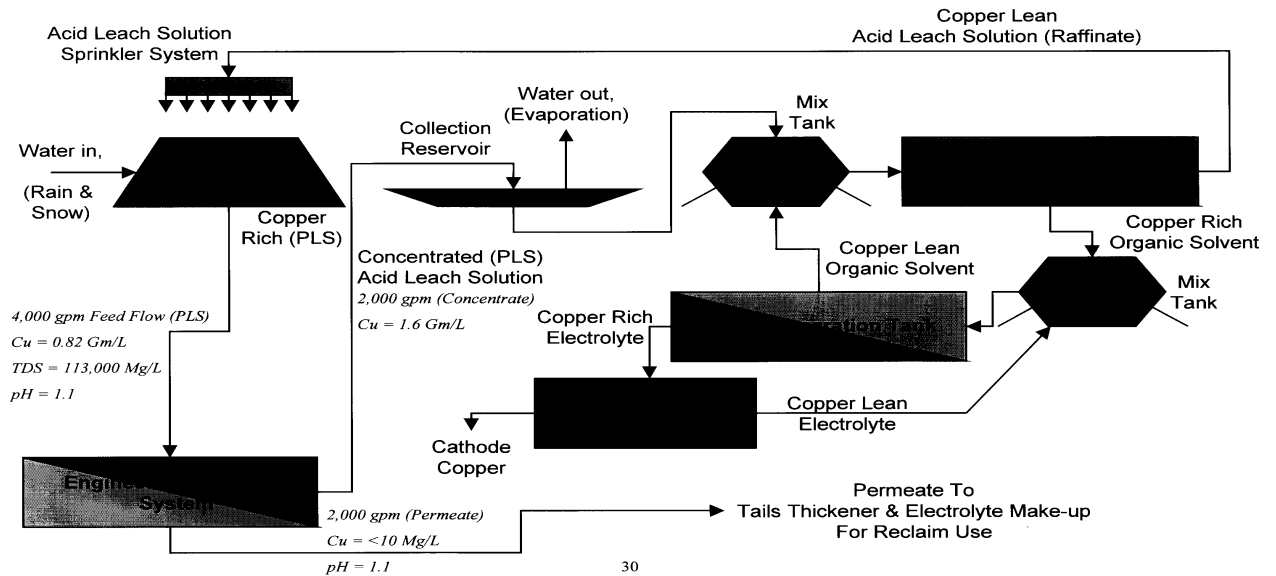 Copper Lean
Acid Leach Solution (Raffinate)
Acid Leach Solution
Sprinkler System
Water out,
(Evaporation)
Mix
Tank
Collection
Reservoir
Water in,
(Rain &
Snow)
Copper
Rich (PLS)
Copper Rich
Organic Solvent
Copper Lean
Organic Solvent
Concentrated (PLS)
Acid Leach Solution
2,000 gpm (Concentrate)
Cu = 1.6 Gm/L
Mix
Tank
4,000 gpm Feed Flow (PLS)
Cu = 0.82 Gm/L
TDS = 113,000 Mg/L
pH = 1.1
Copper Rich
Electrolyte
Tank
Copper Lean
Electrolyte
Cathode
Copper
System
2,000 gpm (Permeate)
Cu = <10 Mg/L
pH = 1.1
Permeate To
Tails Thickener & Electrolyte Make-up
For Reclaim Use
30